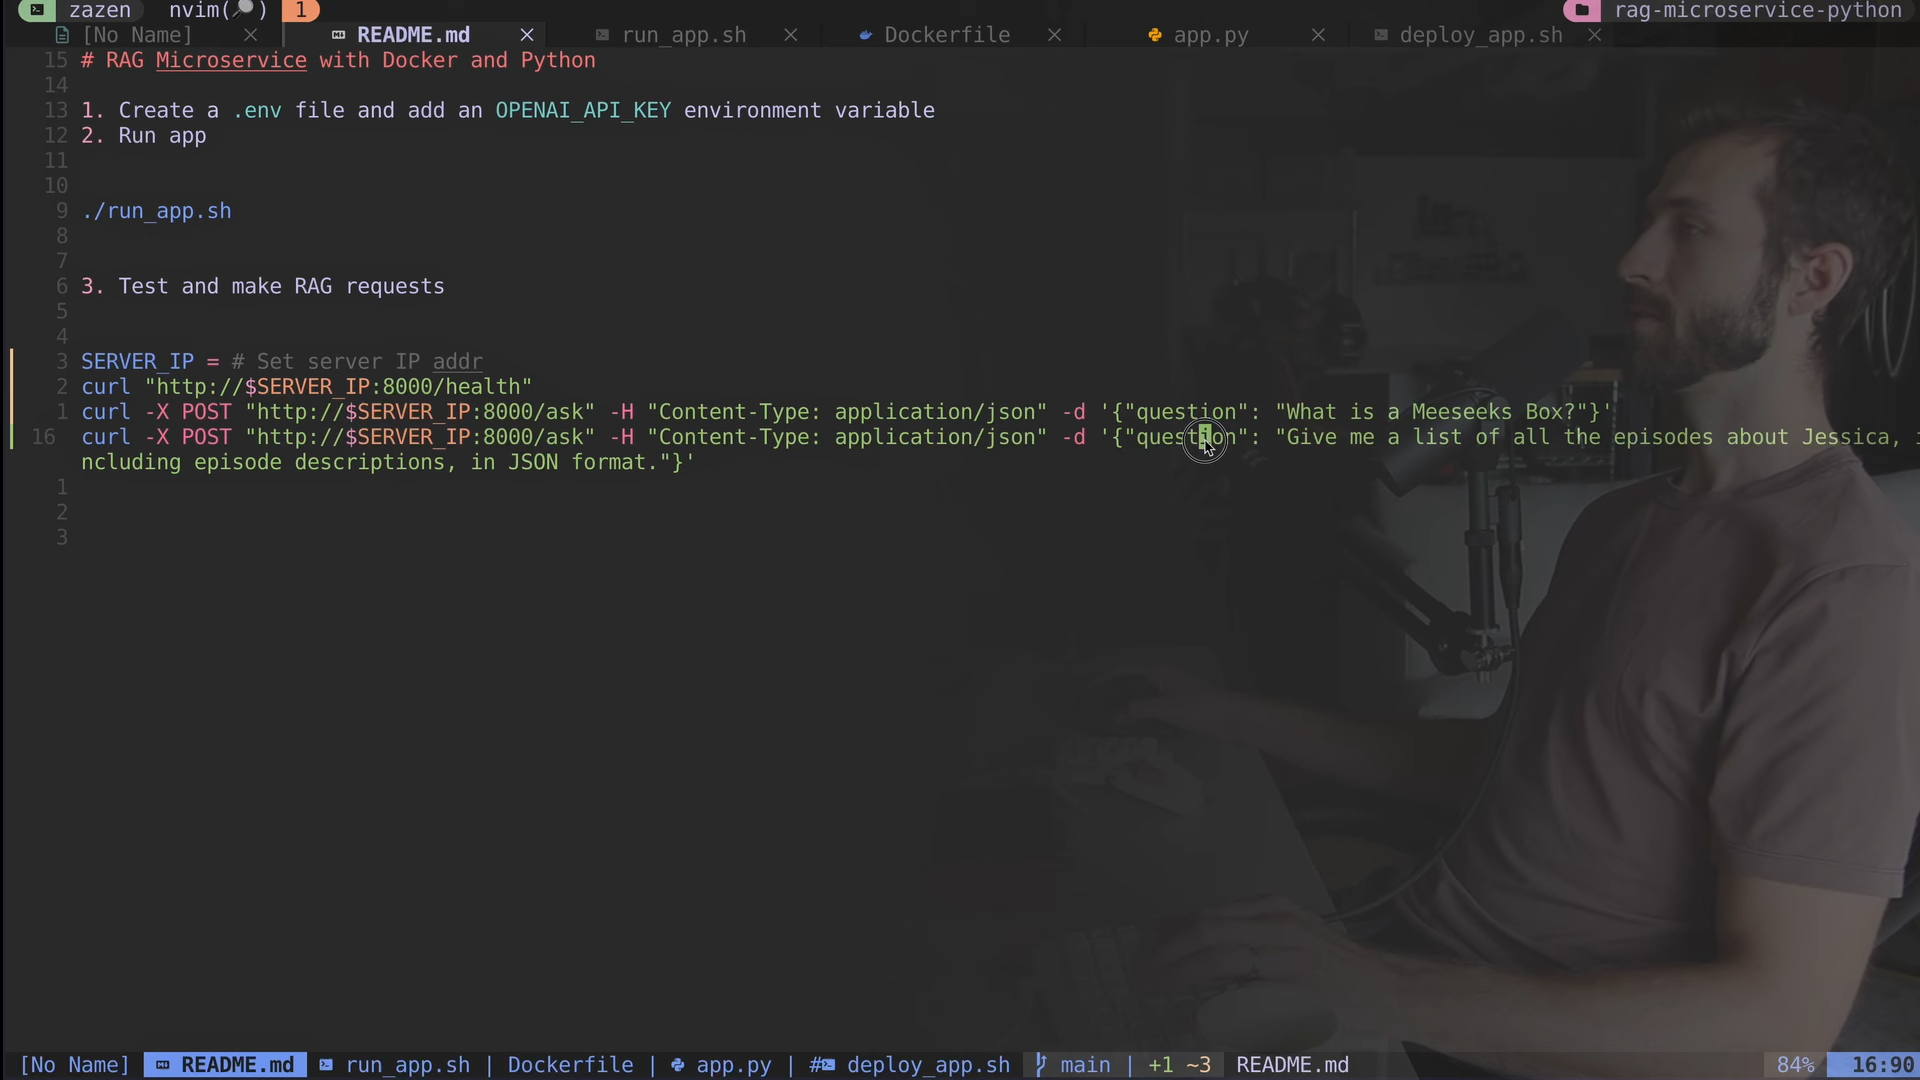 zazen nvim( ) 1 rag-microservice-python
[No Name] README.md run_app.sh Dockerfile app.py deploy_app.sh
15 # RAG Microservice with Docker and Python
14
13 1. Create a .env file and add an OPENAI_API_KEY environment variable
12 2. Run app
11
10
9 ./run_app.sh
8
7
6 3. Test and make RAG requests
5
4
3 SERVER_IP = # Set server IP addr
2 curl "http://$SERVER_IP:8000/health"
1 curl -X POST "http://$SERVER_IP:8000/ask" -H "Content-Type: application/json" -d '{"question": "What is a Meeseeks Box?"}'
16 curl -X POST "http://$SERVER_IP:8000/ask" -H "Content-Type: application/json" -d '{"question": "Give me a list of all the episodes about Jessica, i
ncluding episode descriptions, in JSON format."}'
1
2
3
[No Name] README.md run_app.sh | Dockerfile | app.py | # deploy_app.sh main | +1 ~3 README.md 84% 16:90